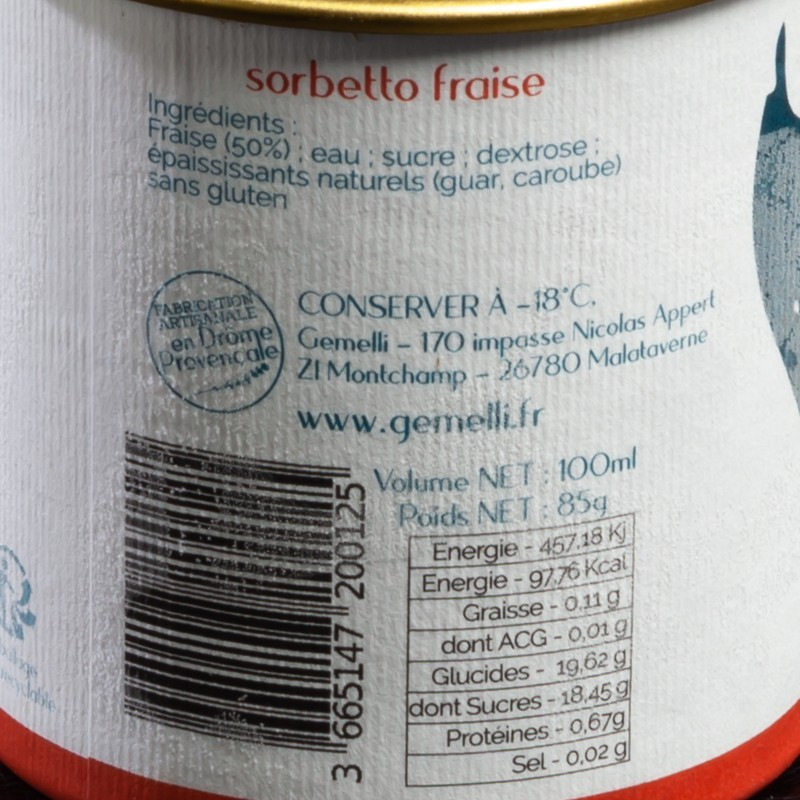 sorbetto fraise
Ingrédients :
Fraise (50%) ; eau ; sucre ; dextrose ;
épaississants naturels (guar, caroube)
sans gluten
FABRICATION
ARTISANALE
en Drôme
Provençale
CONSERVER À -18°C.
Gemelli - 170 impasse Nicolas Appert
ZI Montchamp - 26780 Malataverne
www.gemelli.fr
Volume NET : 100ml
Poids NET : 85g
3 665147 200125
Energie - 457,18 Kj
Energie - 97,76 Kcal
Graisse - 0,11 g
dont ACG - 0,01 g
Glucides - 19,62 g
dont Sucres - 18,45 g
Protéines - 0,67g
Sel - 0,02 g